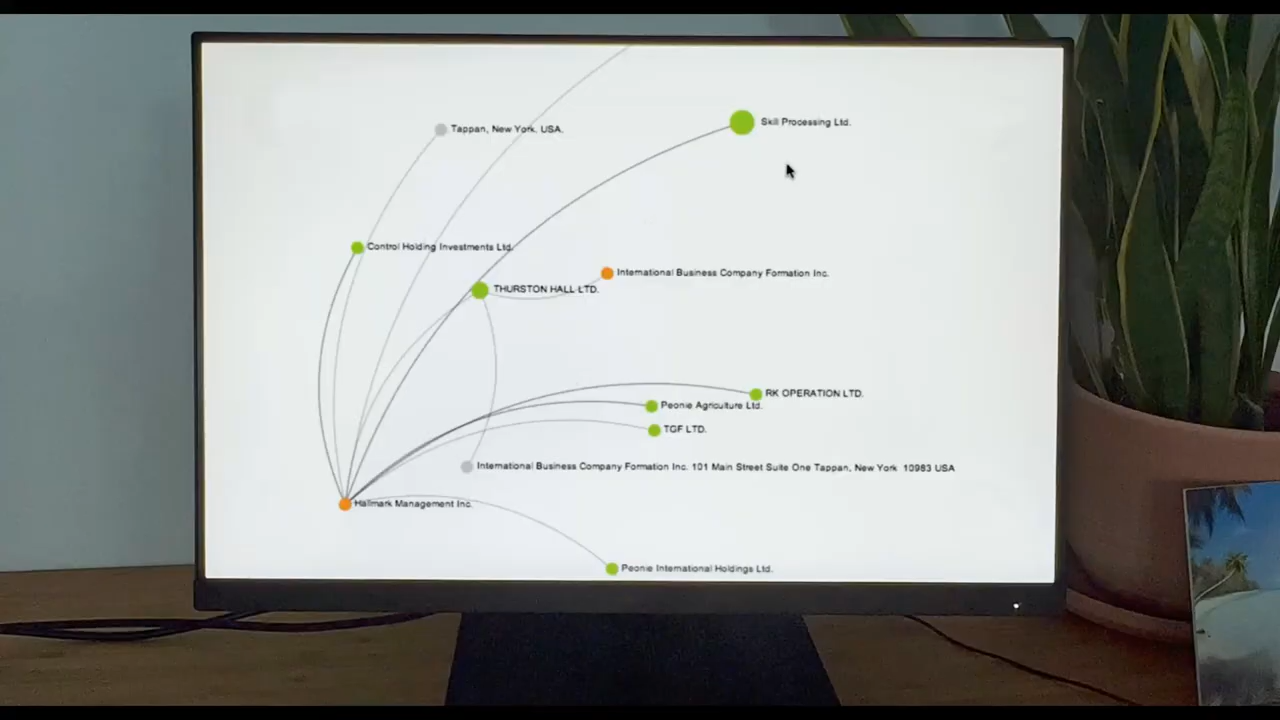 Skill Processing Ltd.
Tappan, New York, USA.
Control Holding Investments Ltd.
International Business Company Formation Inc.
THURSTON HALL LTD.
RK OPERATION LTD.
Peonie Agriculture Ltd.
TGF LTD.
International Business Company Formation Inc. 101 Main Street Suite One Tappan, New York 10983 USA
Hallmark Management Inc.
Peonie International Holdings Ltd.